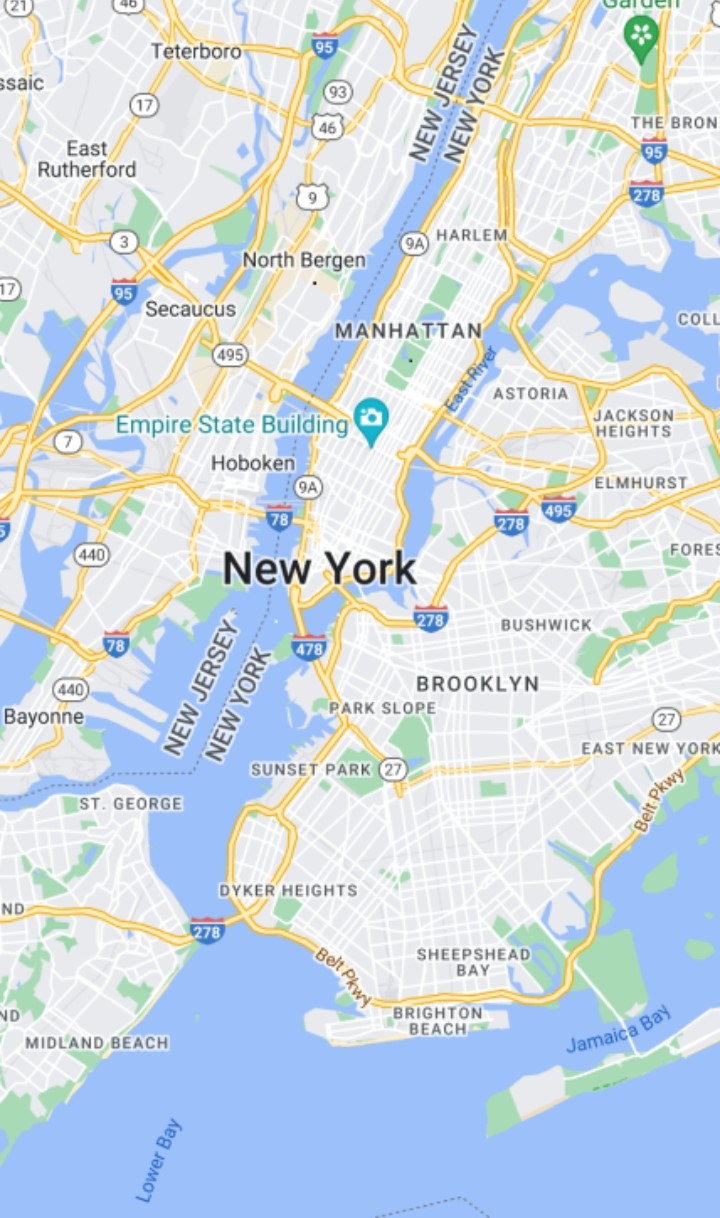 Garden
21
46
Teterboro
95
ssaic
93
17
46
NEW JERSEY
NEW YORK
THE BRON
95
East
Rutherford
9
278
3
9A
HARLEM
North Bergen
17
95
Secaucus
COLL
MANHATTAN
495
East River
ASTORIA
Empire State Building
JACKSON
HEIGHTS
7
Hoboken
9A
ELMHURST
78
278
495
5
440
FORES
New York
278
BUSHWICK
78
478
NEW JERSEY
NEW YORK
440
BROOKLYN
Bayonne
PARK SLOPE
27
EAST NEW YORK
SUNSET PARK
27
Belt Pkwy
ST. GEORGE
DYKER HEIGHTS
ND
278
SHEEPSHEAD
BAY
Belt Pkwy
ND
BRIGHTON
BEACH
Jamaica Bay
MIDLAND BEACH
Lower Bay